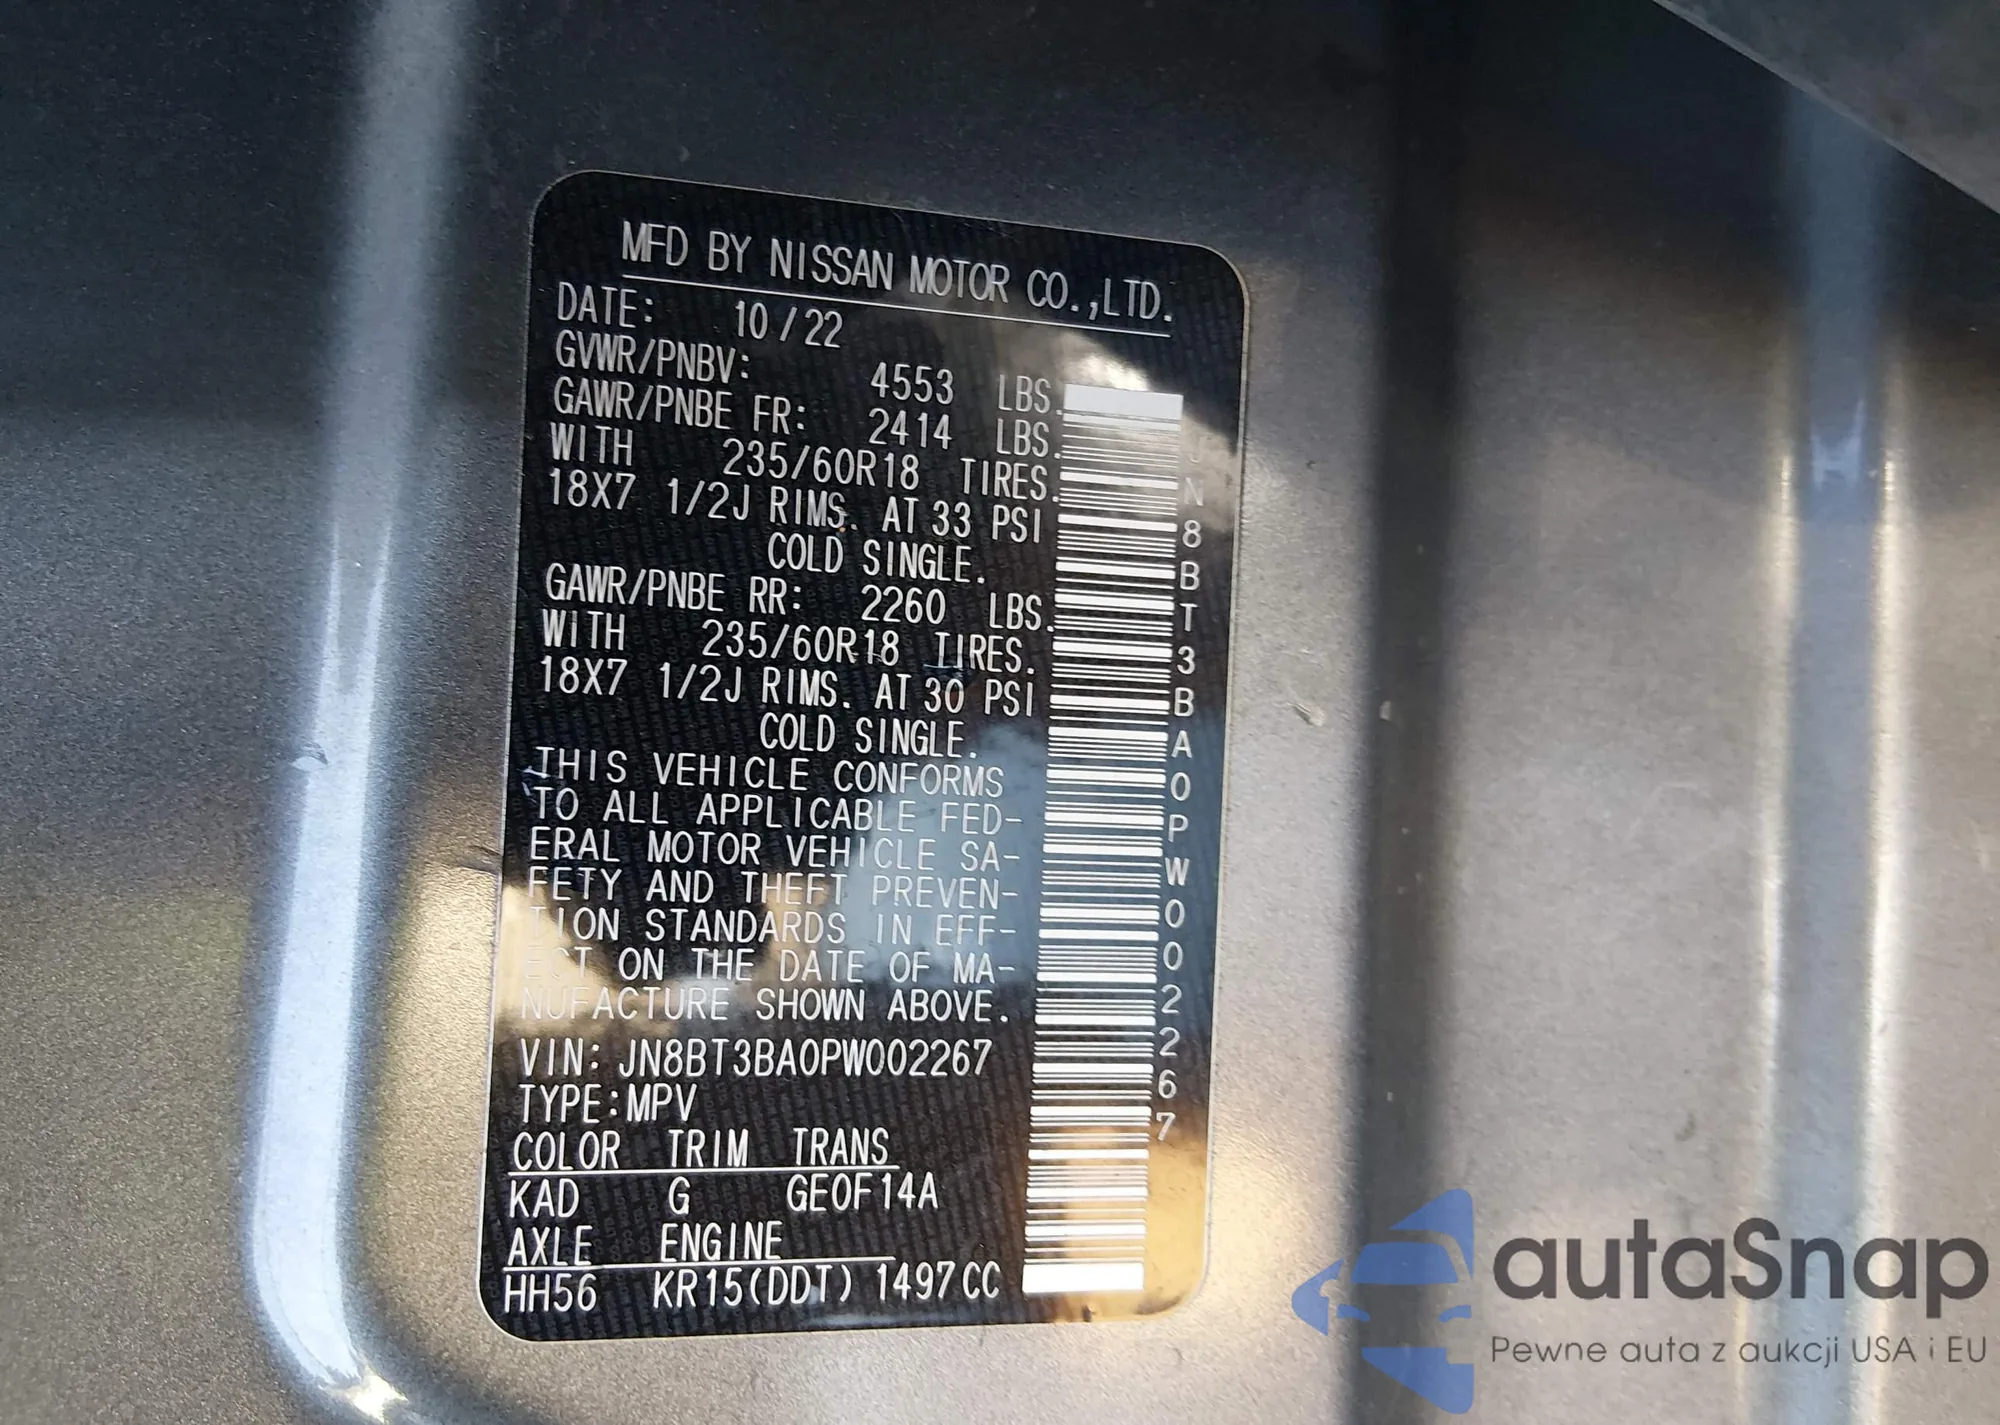 MFD BY NISSAN MOTOR CO.,LTD.
DATE: 10/22
GVWR/PNBV: 4553 LBS.
GAWR/PNBE FR: 2414 LBS.
WITH 235/60R18 TIRES.
18X7 1/2J RIMS. AT 33 PSI
COLD SINGLE.
GAWR/PNBE RR: 2260 LBS.
WITH 235/60R18 TIRES.
18X7 1/2J RIMS. AT 30 PSI
COLD SINGLE.
THIS VEHICLE CONFORMS
TO ALL APPLICABLE FED-
ERAL MOTOR VEHICLE SA-
FETY AND THEFT PREVEN-
TION STANDARDS IN EFF-
ECT ON THE DATE OF MA-
NUFACTURE SHOWN ABOVE.
VIN: JN8BT3BA0PW002267
TYPE:MPV
COLOR TRIM TRANS
KAD G GE0F14A
AXLE ENGINE
HH56 KR15(DDT) 1497CC
JN8BT3BA0PW002267
autaSnap
Pewne auta z aukcji USA i EU